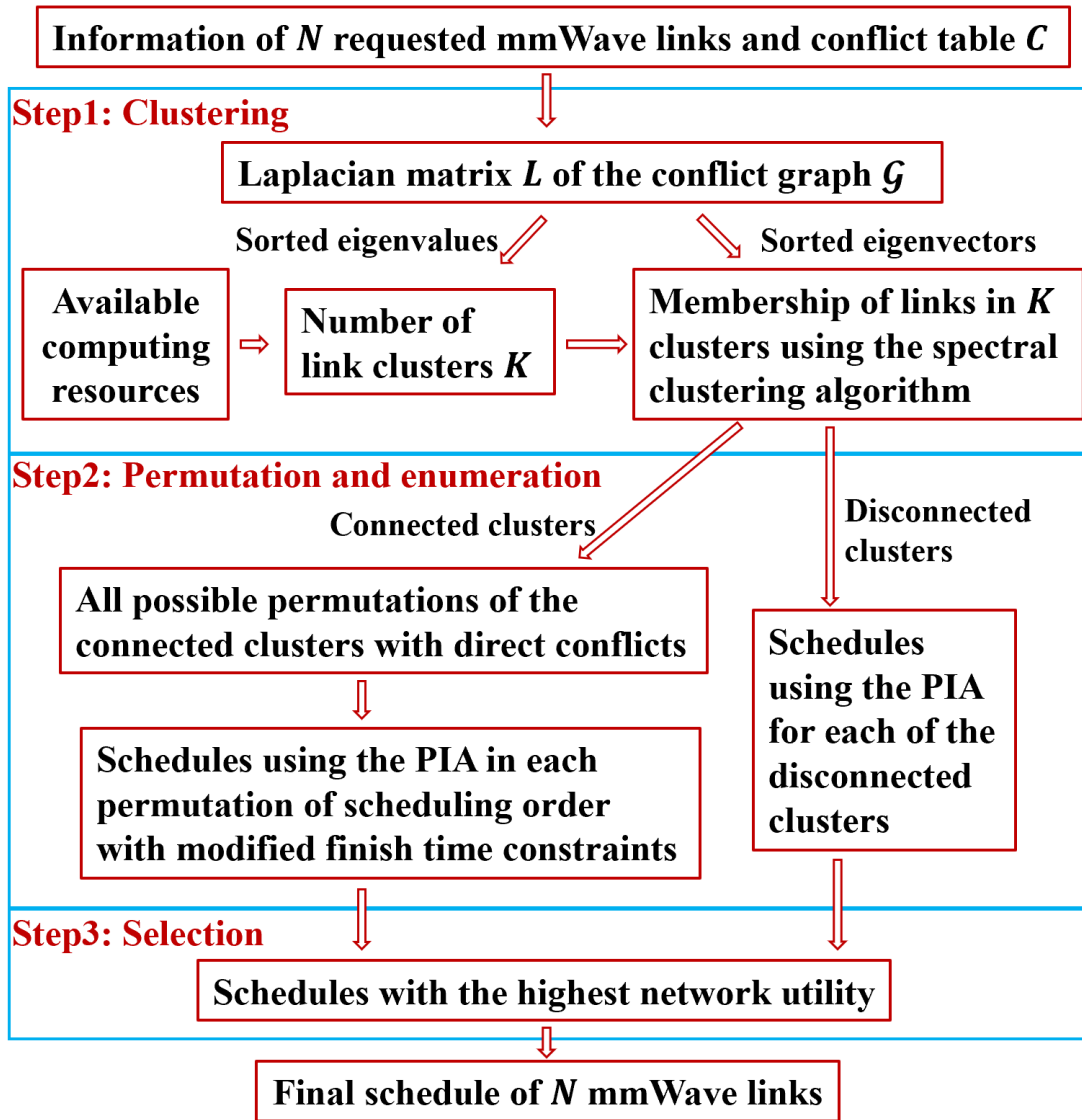 Information of N requested mmWave links and conflict table C
Step1: Clustering
Laplacian matrix L of the conflict graph 𝒢
Sorted eigenvalues
Sorted eigenvectors
Available
computing
resources
Number of
link clusters K
Membership of links in K
clusters using the spectral
clustering algorithm
Step2: Permutation and enumeration
Connected clusters
Disconnected
clusters
All possible permutations of the
connected clusters with direct conflicts
Schedules using the PIA in each
permutation of scheduling order
with modified finish time constraints
Schedules
using the PIA
for each of the
disconnected
clusters
Step3: Selection
Schedules with the highest network utility
Final schedule of N mmWave links